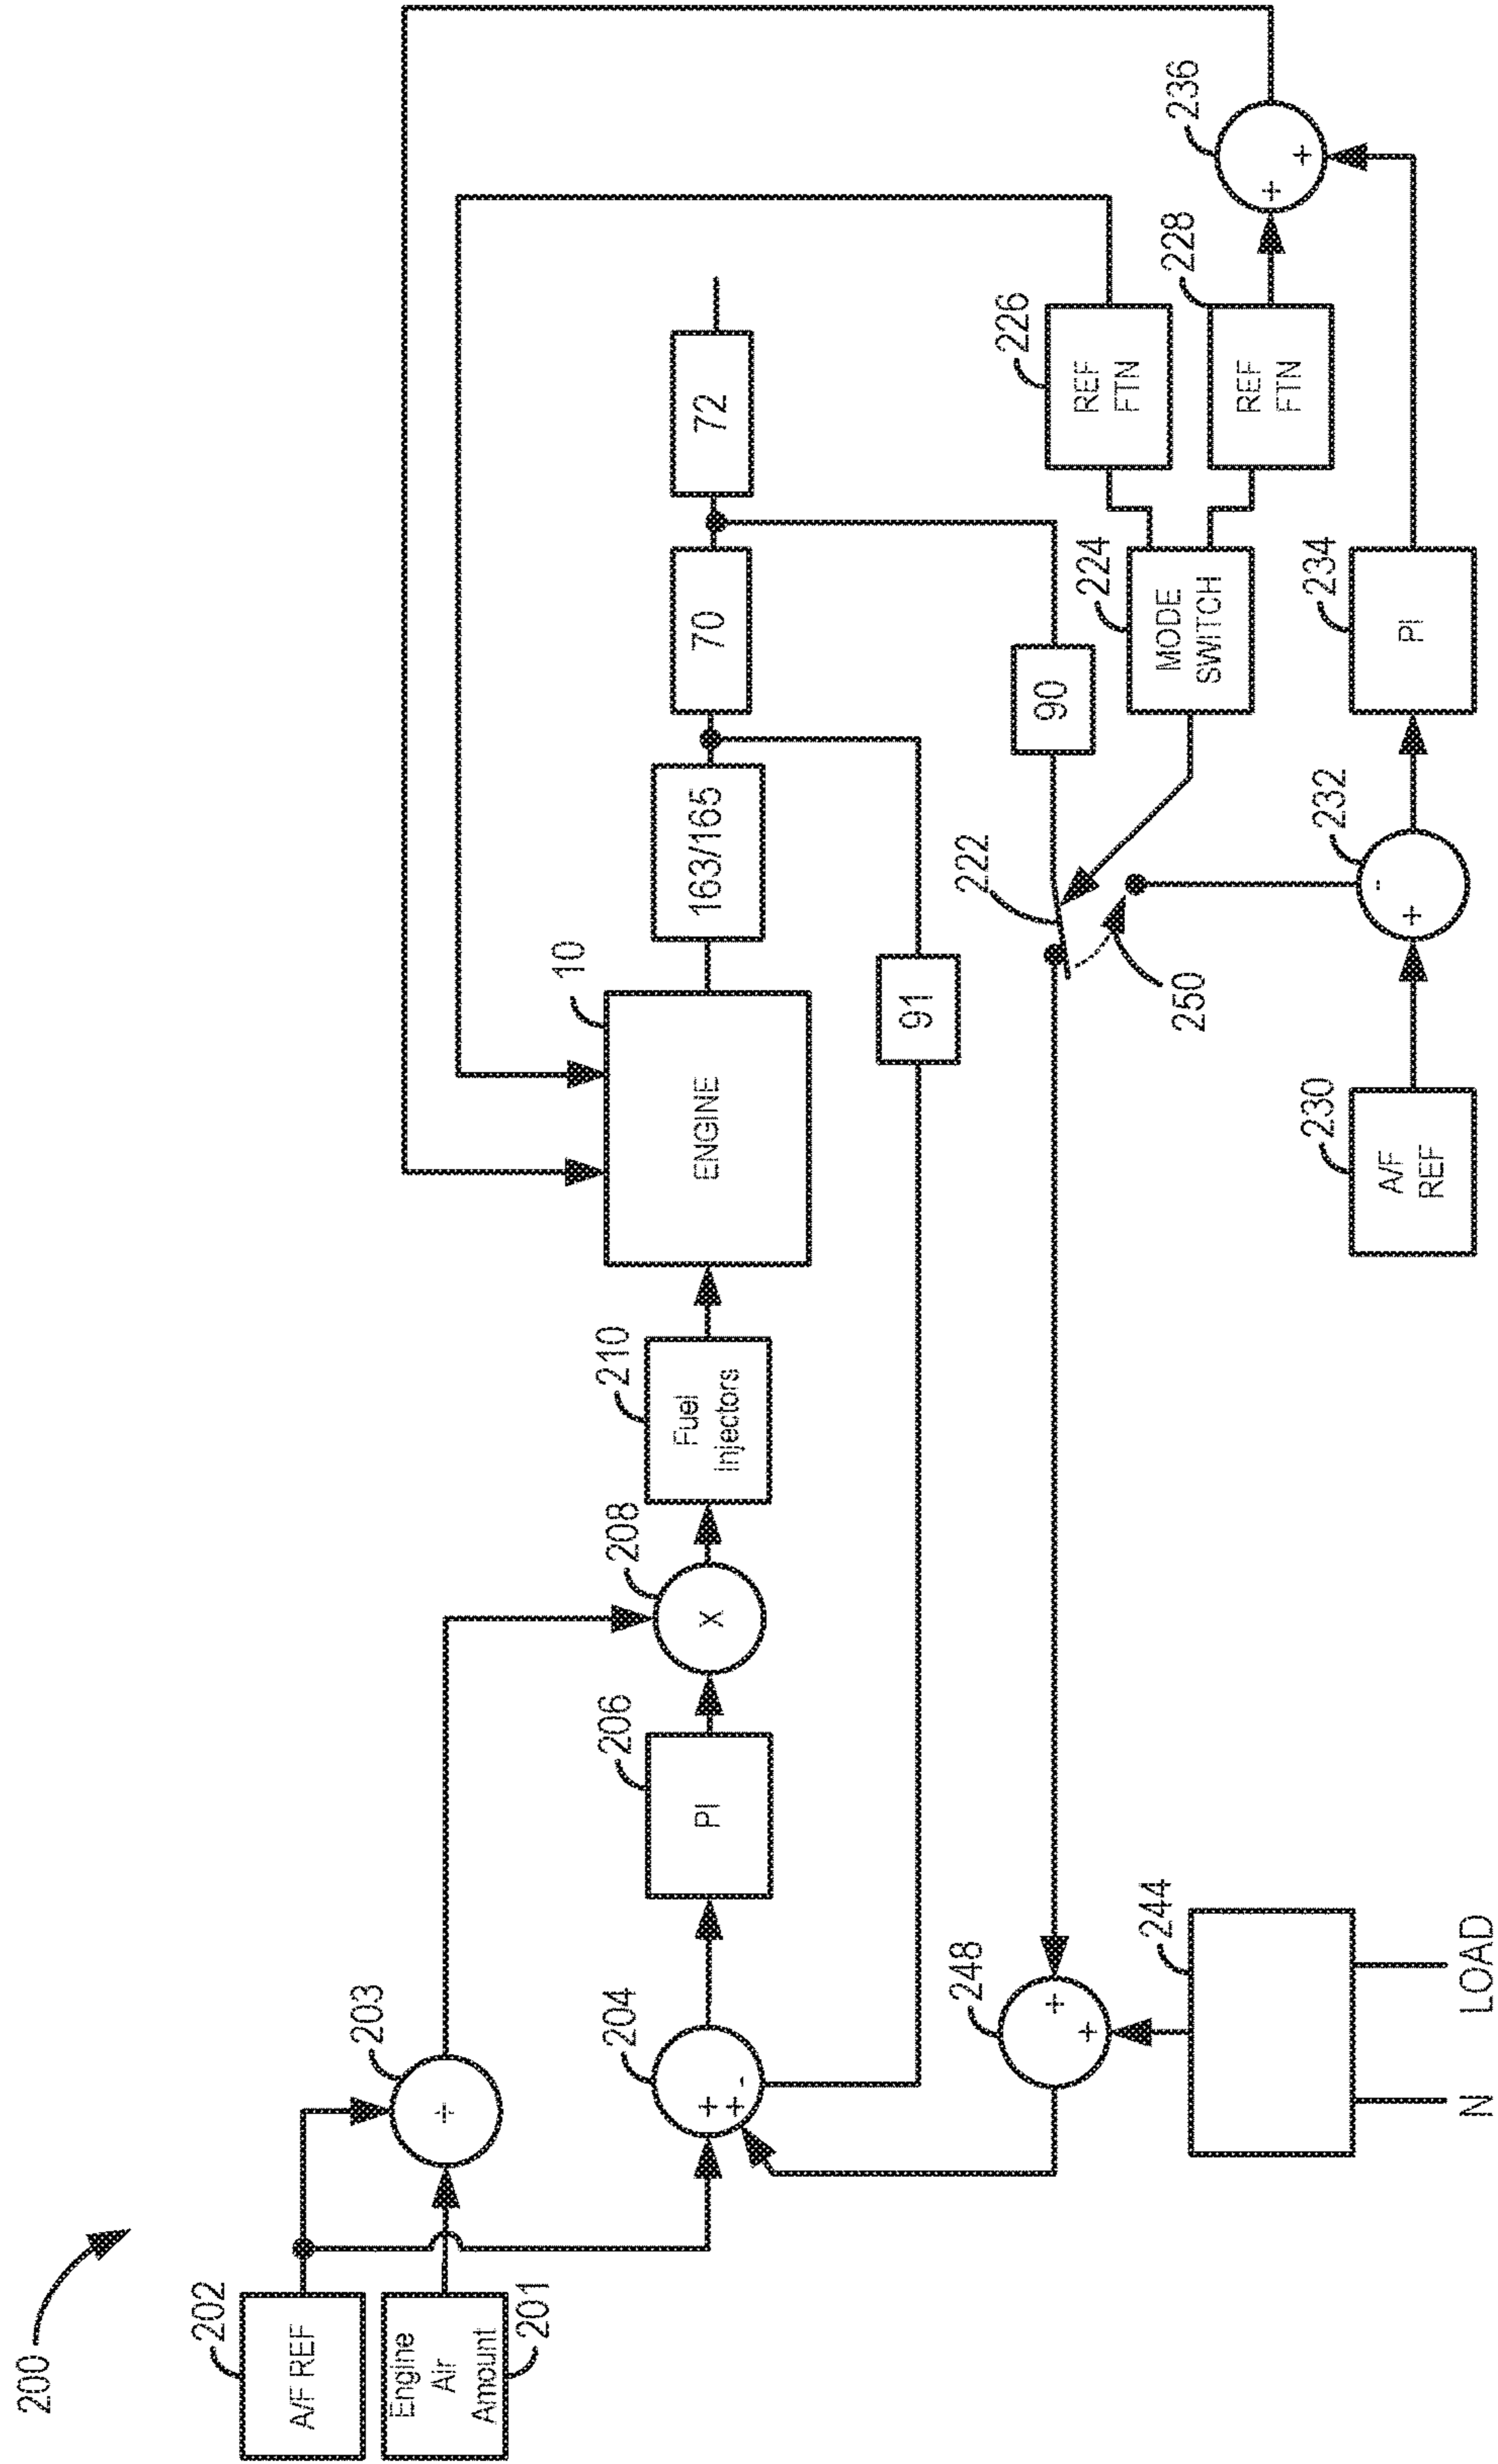 200
202
A/F REF
203
÷
Engine
Air
Amount
201
204
+
+
-
206
PI
208
X
210
Fuel
Injectors
10
ENGINE
163/165
70
72
91
248
+
+
222
90
226
REF
FTN
236
+
+
244
250
224
MODE
SWITCH
228
REF
FTN
230
A/F
REF
232
+
-
234
PI
N
LOAD